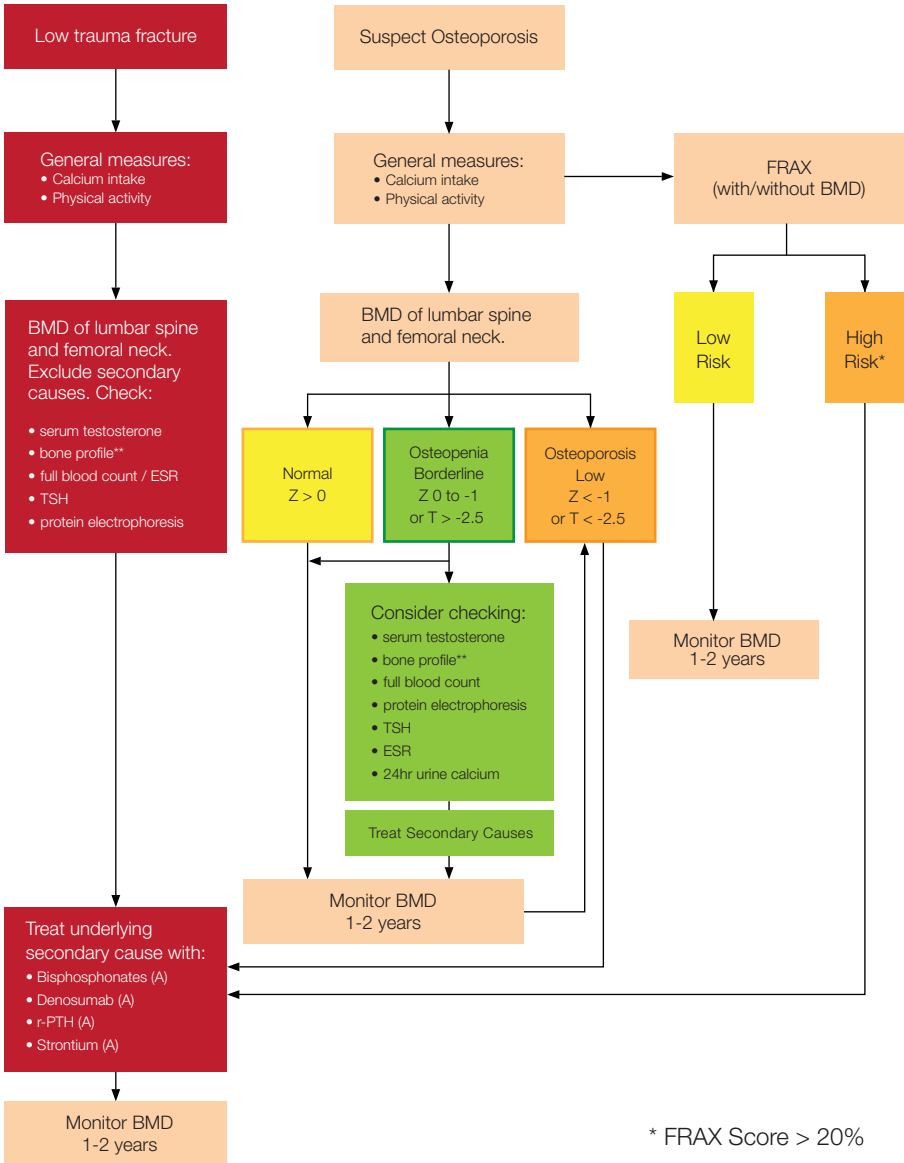 Low trauma fracture
General measures:
• Calcium intake
• Physical activity
BMD of lumbar spine
and femoral neck.
Exclude secondary
causes. Check:
• serum testosterone
• bone profile**
• full blood count / ESR
• TSH
• protein electrophoresis
Treat underlying
secondary cause with:
• Bisphosphonates (A)
• Denosumab (A)
• r-PTH (A)
• Strontium (A)
Monitor BMD
1-2 years
Suspect Osteoporosis
General measures:
• Calcium intake
• Physical activity
BMD of lumbar spine
and femoral neck.
Normal
Z > 0
Osteopenia
Borderline
Z 0 to -1
or T > -2.5
Osteoporosis
Low
Z < -1
or T < -2.5
Consider checking:
• serum testosterone
• bone profile**
• full blood count
• protein electrophoresis
• TSH
• ESR
• 24hr urine calcium
Treat Secondary Causes
Monitor BMD
1-2 years
FRAX
(with/without BMD)
Low
Risk
High
Risk*
Monitor BMD
1-2 years
* FRAX Score > 20%